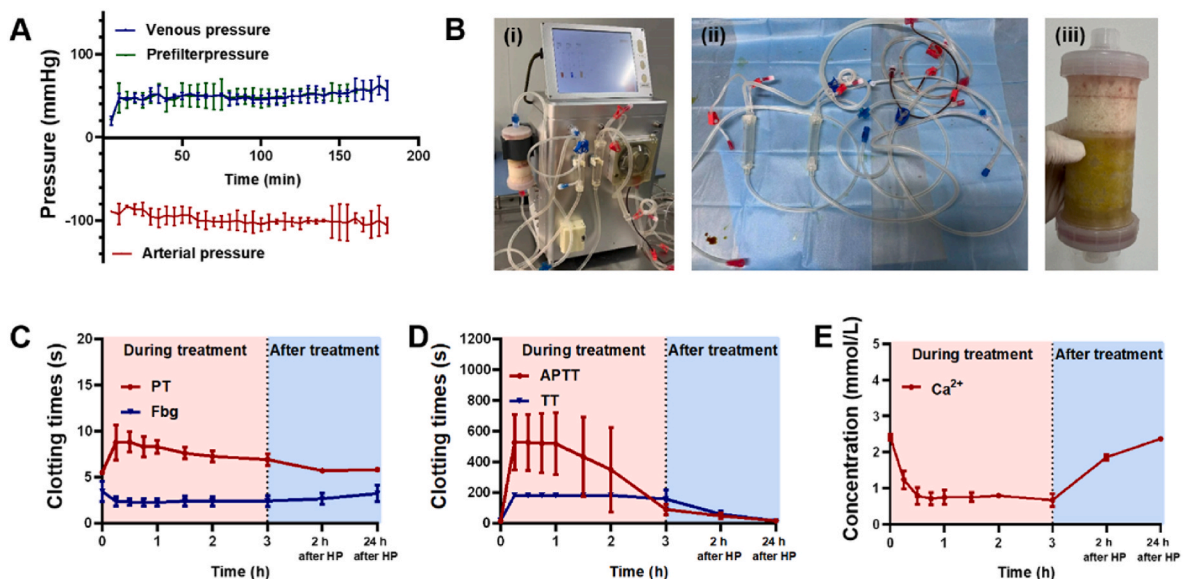 A
Venous pressure
Prefilterpressure
Pressure (mmHg)
100
0
-100
50
100
150
200
Time (min)
Arterial pressure
B
(i)
(ii)
(iii)
C
Clotting times (s)
20
15
10
5
0
During treatment
After treatment
PT
Fbg
0
1
2
3
2 h
after HP
24 h
after HP
Time (h)
D
Clotting times (s)
1200
1000
800
600
400
200
0
During treatment
After treatment
APTT
TT
0
1
2
3
2 h
after HP
24 h
after HP
Time (h)
E
Concentration (mmol/L)
5
4
3
2
1
0
During treatment
After treatment
Ca²⁺
0
1
2
3
2 h
after HP
24 h
after HP
Time (h)